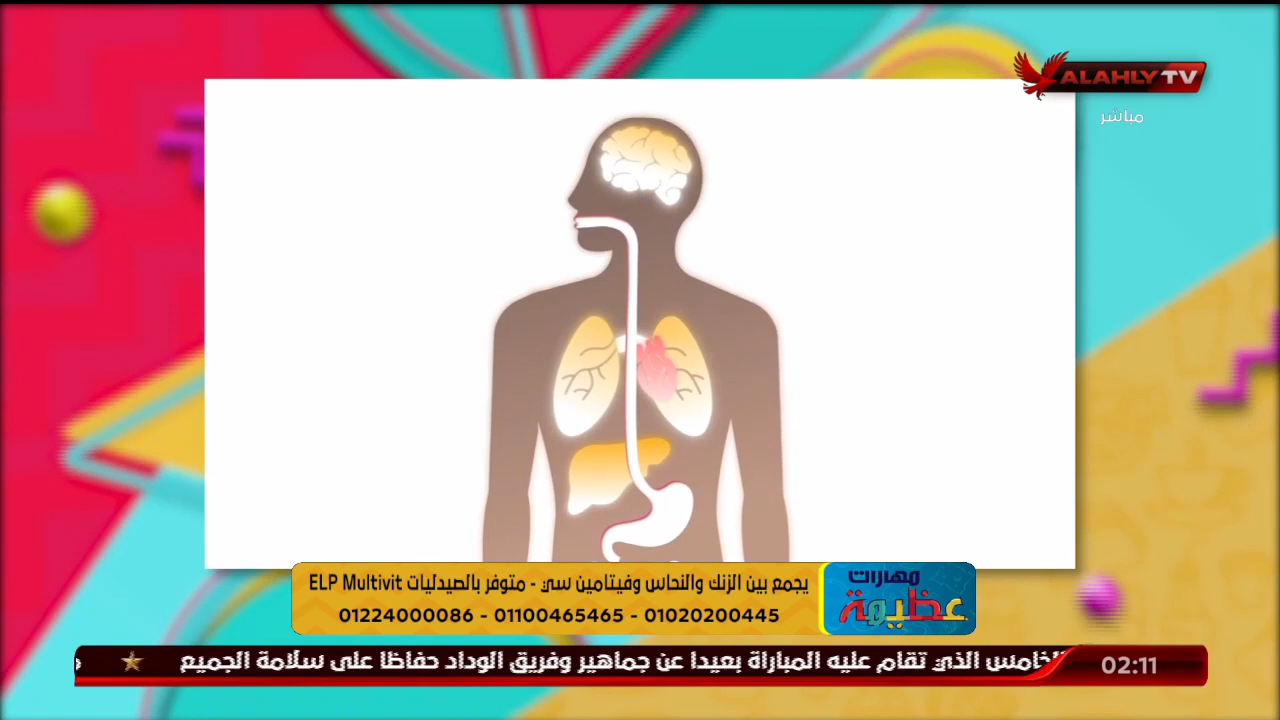 ALAHLY TV
مباشر
يجمع بين الزنك والنحاس وفيتامين سي - متوفر بالصيدليات ELP Multivit
01224000086 - 01100465465 - 01020200445
مهارات
عظيمة
الذي تقام عليه المباراة بعيدا عن جماهير وفريق الوداد حفاظا على سلامة الجميع
02:11